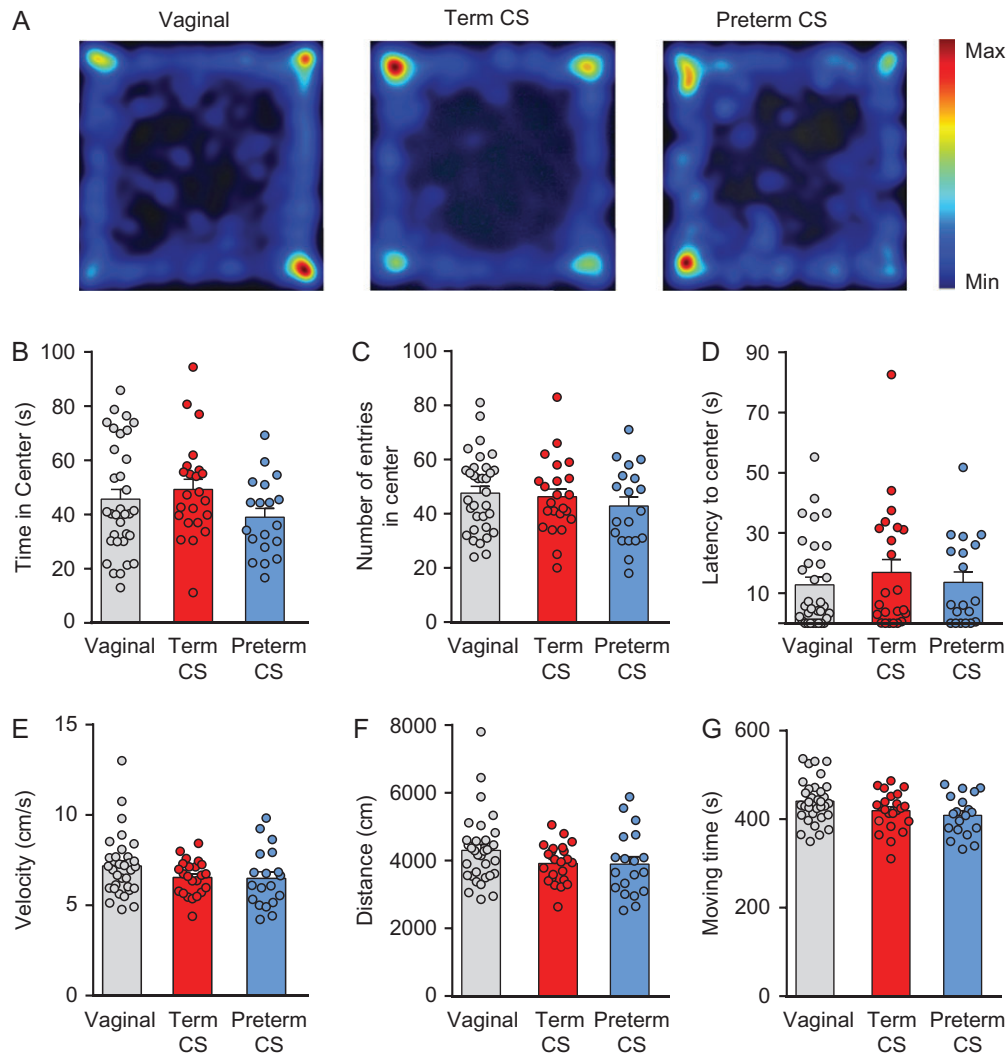 A
Vaginal
Term CS
Preterm CS
Max
Min
B
Time in Center (s)
100
80
60
40
20
0
Vaginal
Term
CS
Preterm
CS
C
Number of entries
in center
100
80
60
40
20
0
Vaginal
Term
CS
Preterm
CS
D
Latency to center (s)
90
70
50
30
10
Vaginal
Term
CS
Preterm
CS
E
Velocity (cm/s)
15
10
5
0
Vaginal
Term
CS
Preterm
CS
F
Distance (cm)
8000
6000
4000
2000
0
Vaginal
Term
CS
Preterm
CS
G
Moving time (s)
600
400
200
0
Vaginal
Term
CS
Preterm
CS